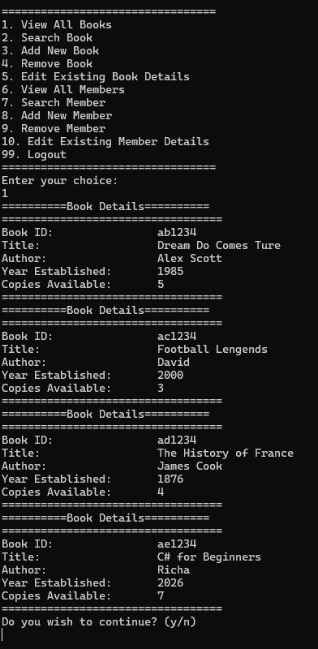 =================================
1. View All Books
2. Search Book
3. Add New Book
4. Remove Book
5. Edit Existing Book Details
6. View All Members
7. Search Member
8. Add New Member
9. Remove Member
10. Edit Existing Member Details
99. Logout
=================================
Enter your choice:
1
==========Book Details==========
==================================
Book ID: ab1234
Title: Dream Do Comes Ture
Author: Alex Scott
Year Established: 1985
Copies Available: 5
==================================
==========Book Details==========
==================================
Book ID: ac1234
Title: Football Lengends
Author: David
Year Established: 2000
Copies Available: 3
==================================
==========Book Details==========
==================================
Book ID: ad1234
Title: The History of France
Author: James Cook
Year Established: 1876
Copies Available: 4
==================================
==========Book Details==========
==================================
Book ID: ae1234
Title: C# for Beginners
Author: Richa
Year Established: 2026
Copies Available: 7
==================================
Do you wish to continue? (y/n)